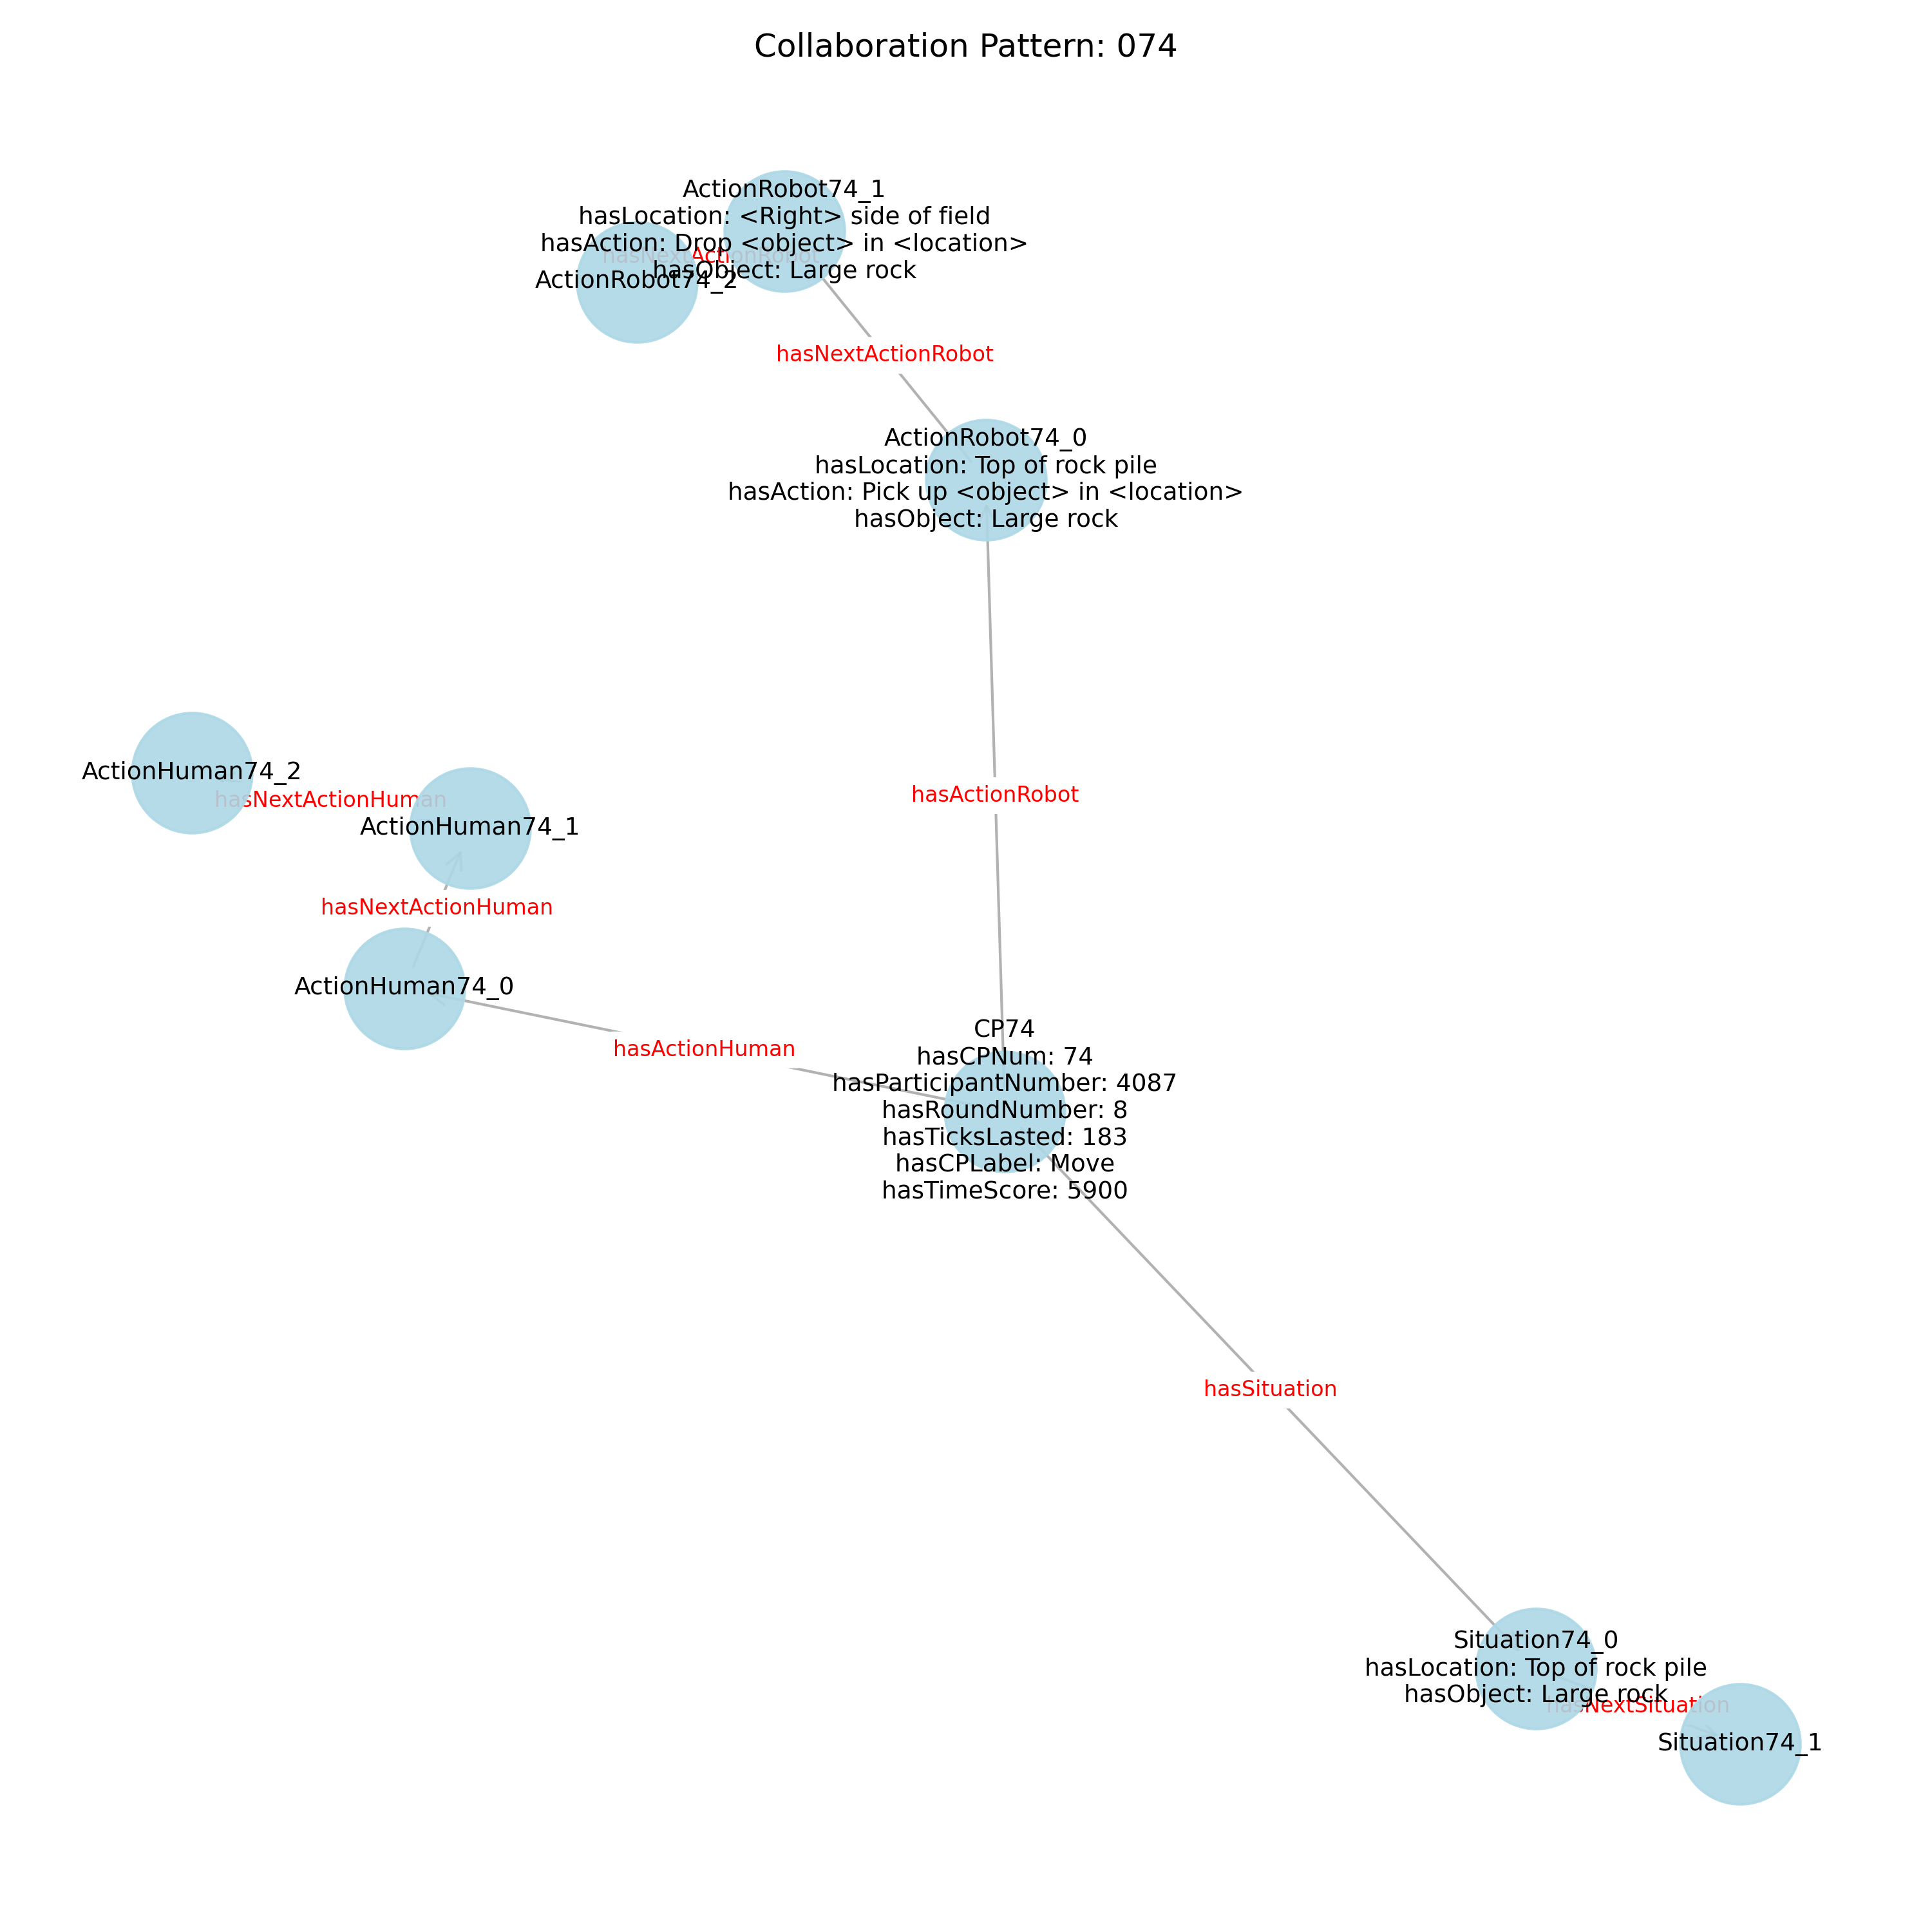 Collaboration Pattern: 074
ActionRobot74_1
hasLocation: <Right> side of field
hasAction: Drop <object> in <location>
hasNextActionRobot
hasObject: Large rock
ActionRobot74_2
hasNextActionRobot
ActionRobot74_0
hasLocation: Top of rock pile
hasAction: Pick up <object> in <location>
hasObject: Large rock
ActionHuman74_2
hasActionRobot
hasNextActionHuman
ActionHuman74_1
hasNextActionHuman
ActionHuman74_0
CP74
hasActionHuman
hasCPNum: 74
hasParticipantNumber: 4087
hasRoundNumber: 8
hasTicksLasted: 183
hasCPLabel: Move
hasTimeScore: 5900
hasSituation
Situation74_0
hasLocation: Top of rock pile
hasObject: Large rock
hasNextSituation
Situation74_1